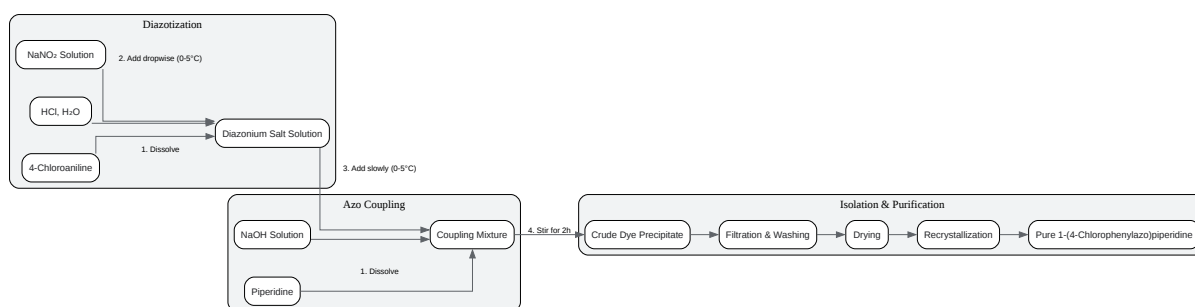 Diazotization
NaNO₂ Solution
2. Add dropwise (0-5°C)
HCl, H₂O
Diazonium Salt Solution
1. Dissolve
4-Chloroaniline
3. Add slowly (0-5°C)
Azo Coupling
NaOH Solution
Coupling Mixture
1. Dissolve
Piperidine
4. Stir for 2h
Isolation & Purification
Crude Dye Precipitate
Filtration & Washing
Drying
Recrystallization
Pure 1-(4-Chlorophenylazo)piperidine